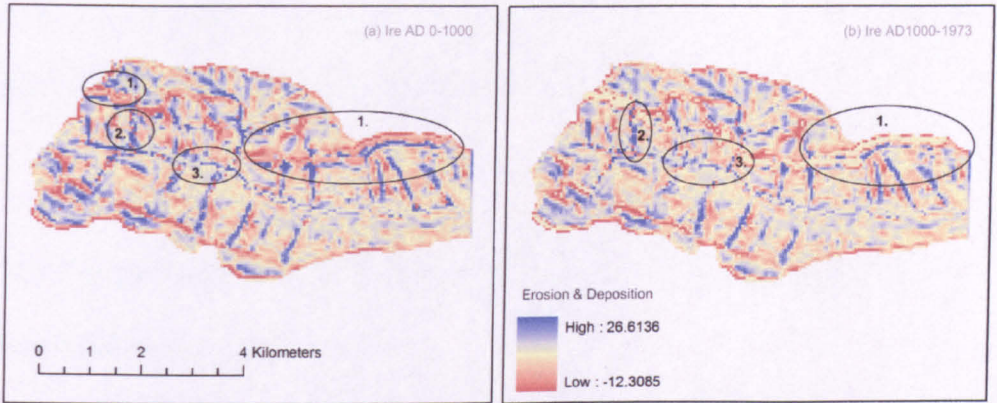 (a) Ire AD 0-1000
1.
2.
1.
3.
0 1 2 4 Kilometers
(b) Ire AD1000-1973
1.
2.
3.
Erosion & Deposition
High : 26.6136
Low : -12.3085